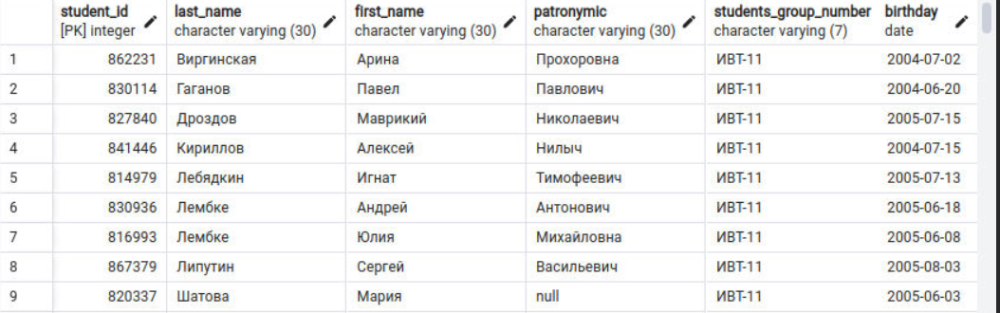 student_id last_name first_name patronymic students_group_number birthday
[PK] integer character varying (30) character varying (30) character varying (30) character varying (7) date
1 862231 Виргинская Арина Прохоровна ИВТ-11 2004-07-02
2 830114 Гаганов Павел Павлович ИВТ-11 2004-06-20
3 827840 Дроздов Маврикий Николаевич ИВТ-11 2005-07-15
4 841446 Кириллов Алексей Нилыч ИВТ-11 2004-07-15
5 814979 Лебядкин Игнат Тимофеевич ИВТ-11 2005-07-13
6 830936 Лембке Андрей Антонович ИВТ-11 2005-06-18
7 816993 Лембке Юлия Михайловна ИВТ-11 2005-06-08
8 867379 Липутин Сергей Васильевич ИВТ-11 2005-08-03
9 820337 Шатова Мария null ИВТ-11 2005-06-03